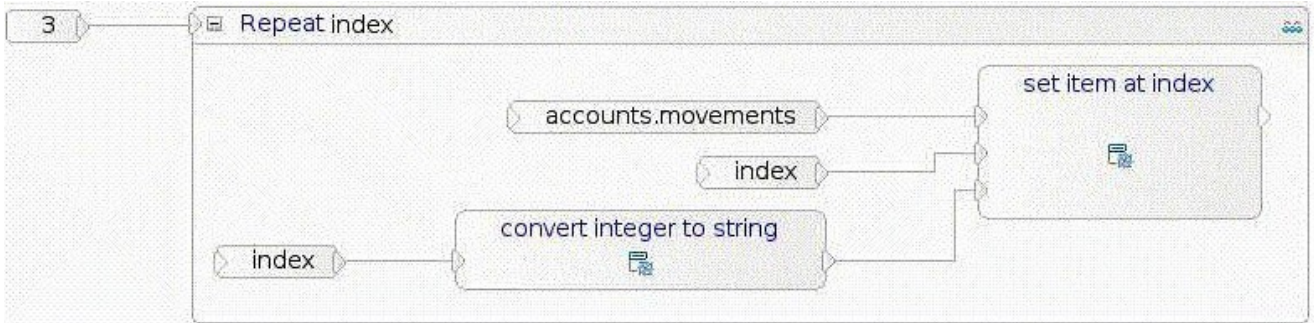 3
Repeat index
set item at index
accounts.movements
index
convert integer to string
index